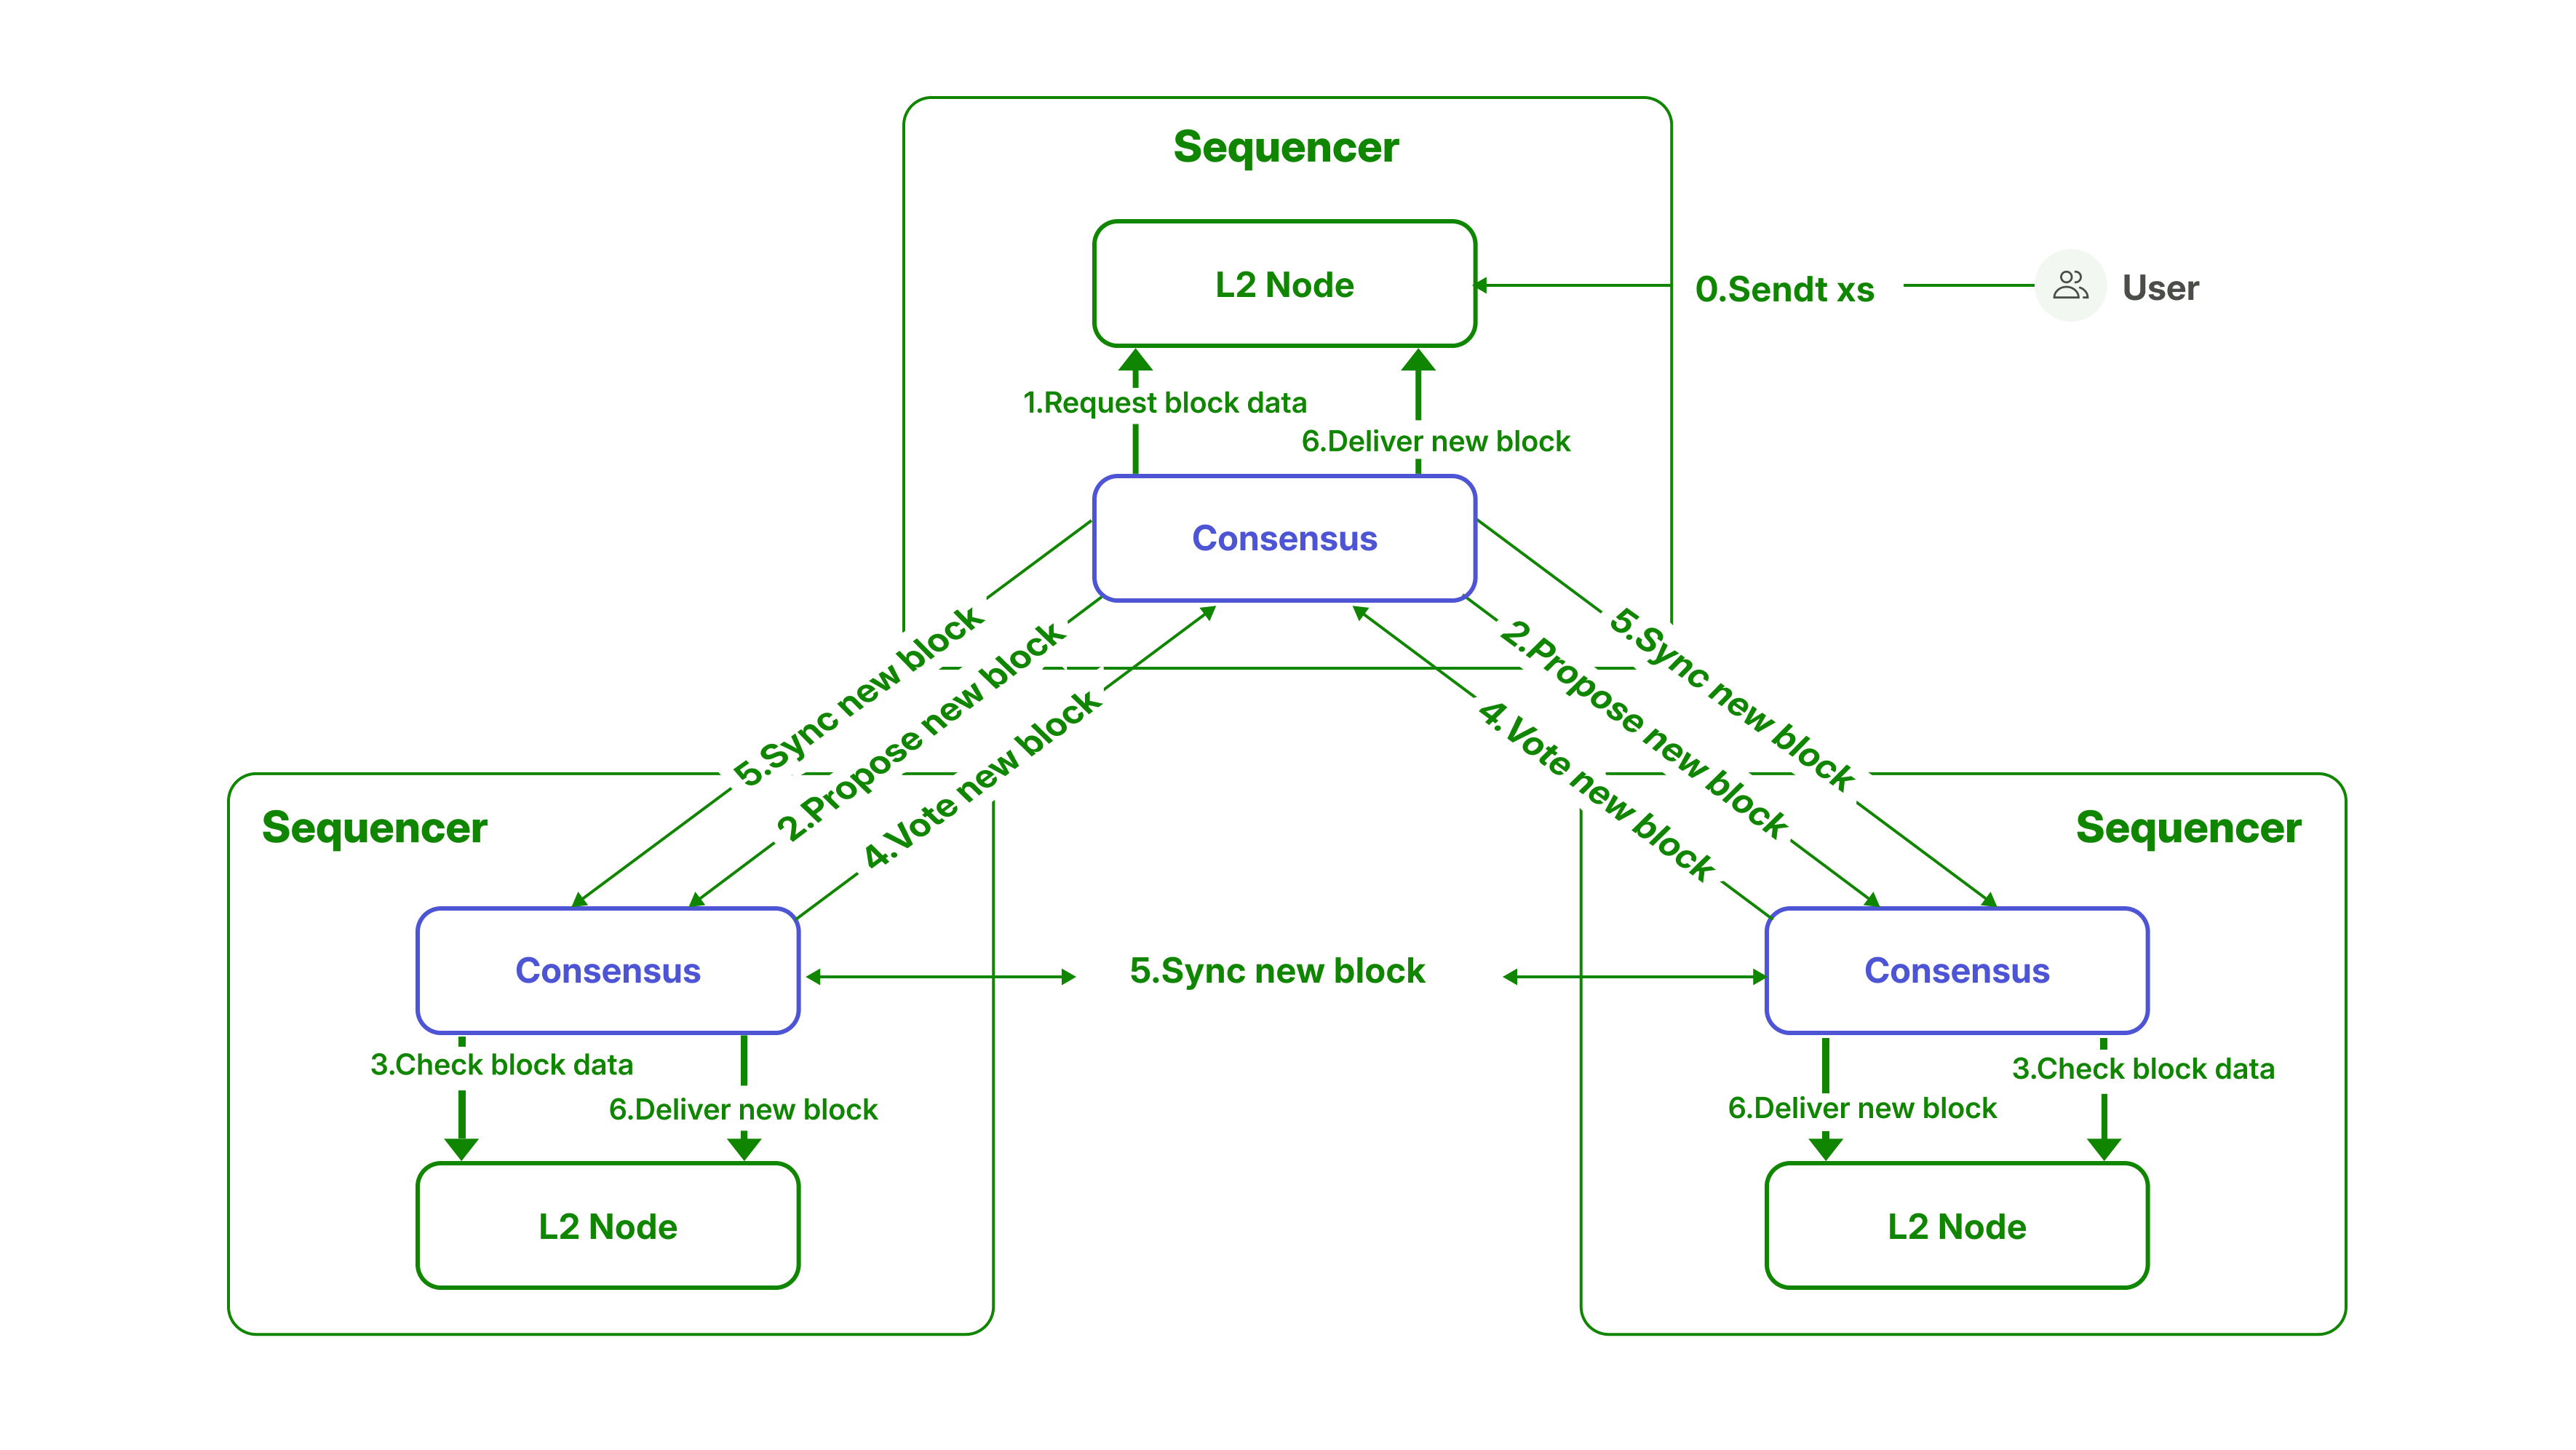 Sequencer
L2 Node
0.Sendt xs
User
1.Request block data
6.Deliver new block
Consensus
5.Sync new block
2.Propose new block
4.Vote new block
4.Vote new block
2.Propose new block
5.Sync new block
Sequencer
Sequencer
Consensus
5.Sync new block
Consensus
3.Check block data
6.Deliver new block
6.Deliver new block
3.Check block data
L2 Node
L2 Node